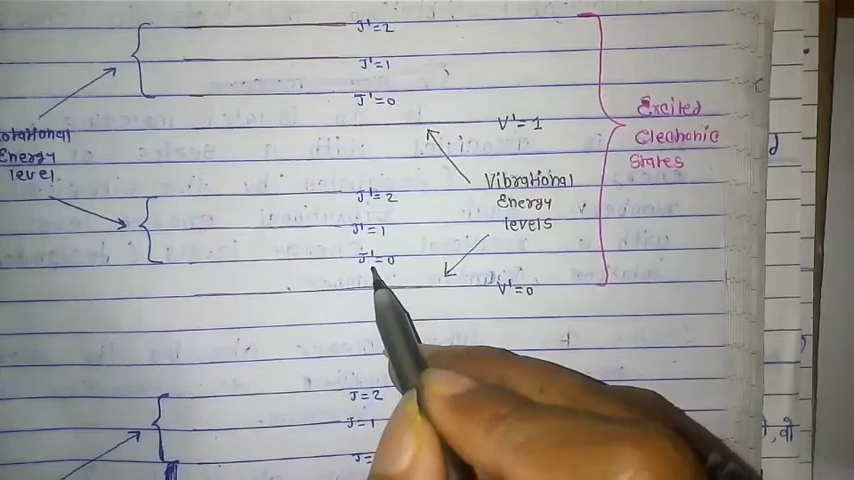 J'=2
J'=1
J'=0
V'=1
Rotational
Energy
level.
Excited
Electronic
States
Vibrational
Energy
levels
J'=2
J'=1
J'=0
V'=0
J=2
J=1
J=